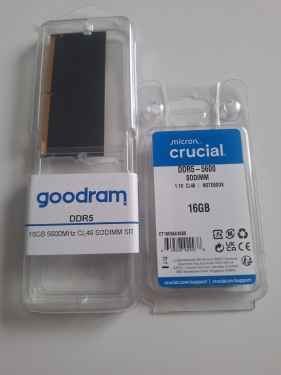 goodram
DDR5
16GB 5600MHz CL46 SODIMM SR
micron
crucial
DDR5-5600
SODIMM
1.1V CL46 | NOTEBOOK
16GB
crucial.com/support | crucial.cn/support